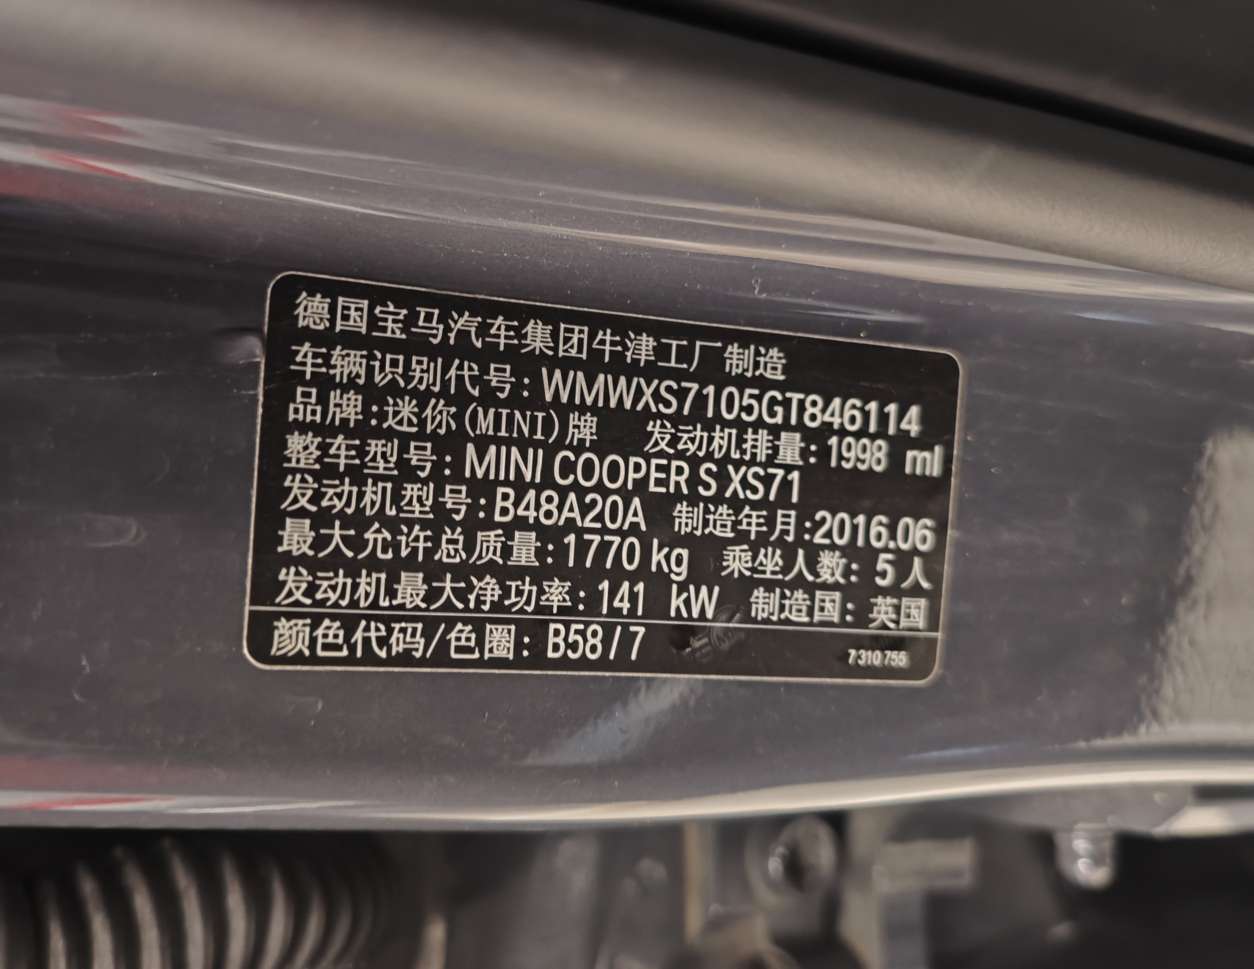 德国宝马汽车集团牛津工厂制造
车辆识别代号: WMWXS7105GT846114
品牌:迷你(MINI)牌 发动机排量: 1998 ml
整车型号: MINI COOPER S XS71
发动机型号: B48A20A 制造年月:2016.06
最大允许总质量: 1770 kg 乘坐人数: 5人
发动机最大净功率: 141 kW 制造国: 英国
颜色代码/色圈: B58 / 7 7310755